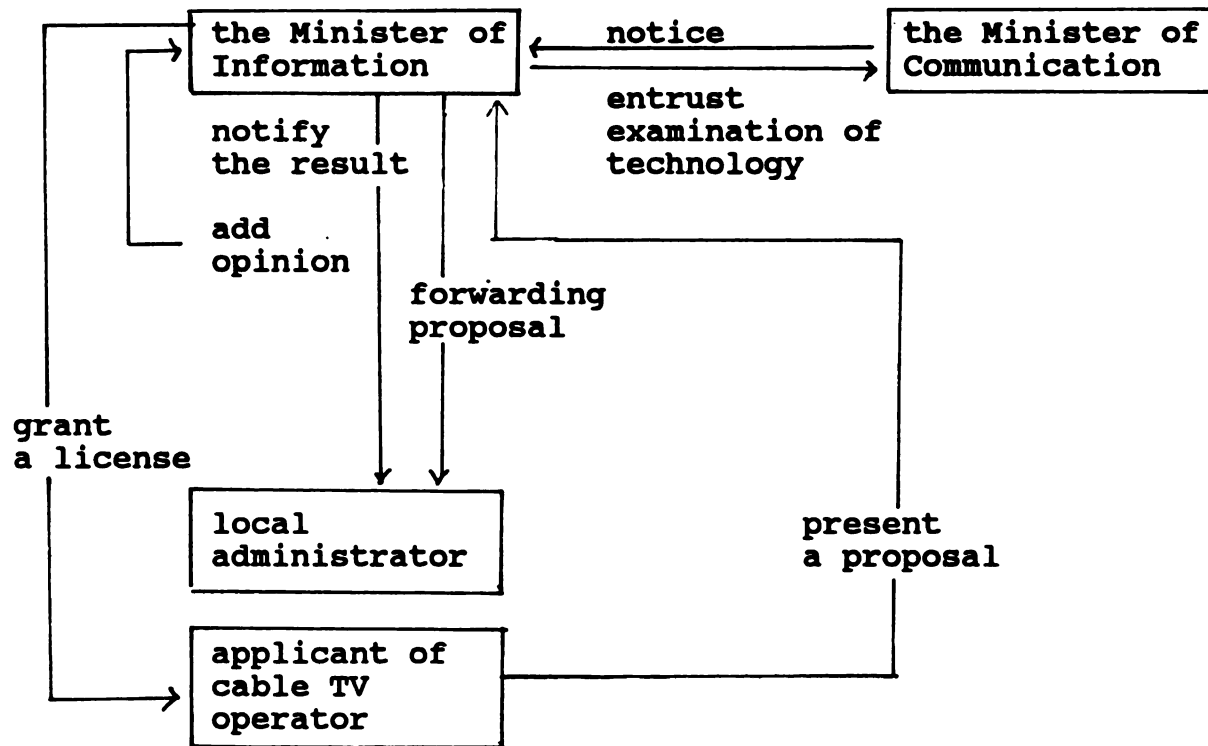 the Minister of
Information
notice
the Minister of
Communication
entrust
examination of
technology
notify
the result
add
opinion
forwarding
proposal
grant
a license
local
administrator
present
a proposal
applicant of
cable TV
operator